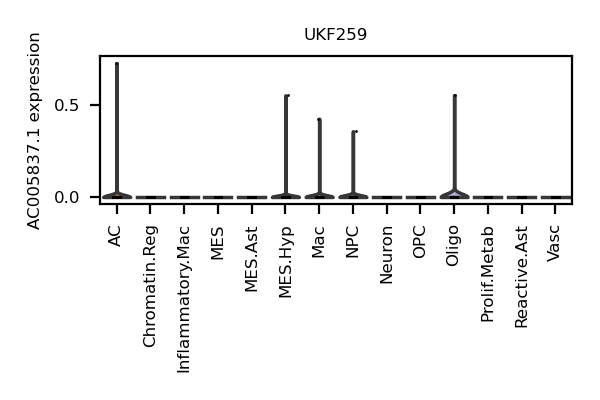 UKF259
AC005837.1 expression
0.5
0.0
AC
Chromatin.Reg
Inflammatory.Mac
MES
MES.Ast
MES.Hyp
Mac
NPC
Neuron
OPC
Oligo
Prolif.Metab
Reactive.Ast
Vasc